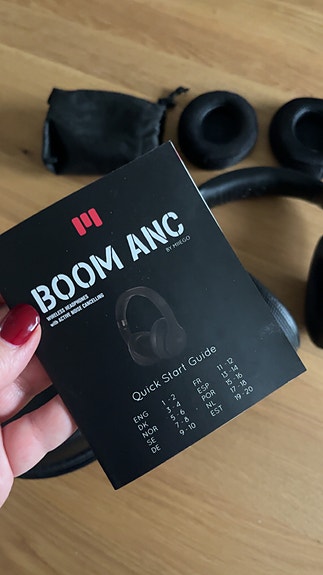 BOOM ANC
BY MIIEGO
WIRELESS HEADPHONES
with ACTIVE NOISE CANCELLING
Quick Start Guide
ENG 1 - 2
DK 3 - 4
NOR 5 - 6
SE 7 - 8
DE 9 - 10
FR 11 - 12
ESP 13 - 14
POR 15 - 16
NL 17 - 18
EST 19 - 20